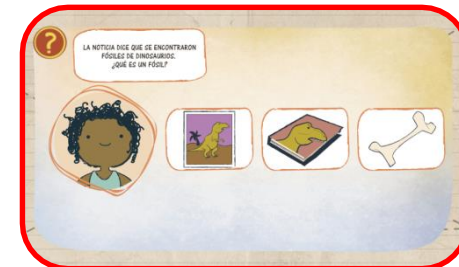 ?
LA NOTICIA DICE QUE SE ENCONTRARON
FÓSILES DE DINOSAURIOS.
¿QUÉ ES UN FÓSIL?